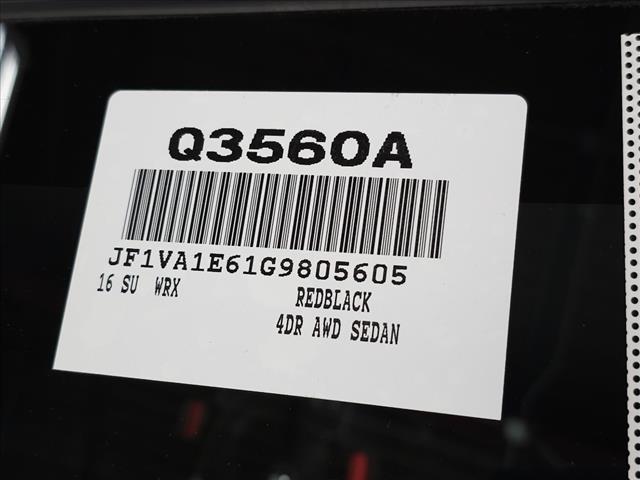 Q3560A
JF1VA1E61G9805605
16 SU WRX REDBLACK
4DR AWD SEDAN